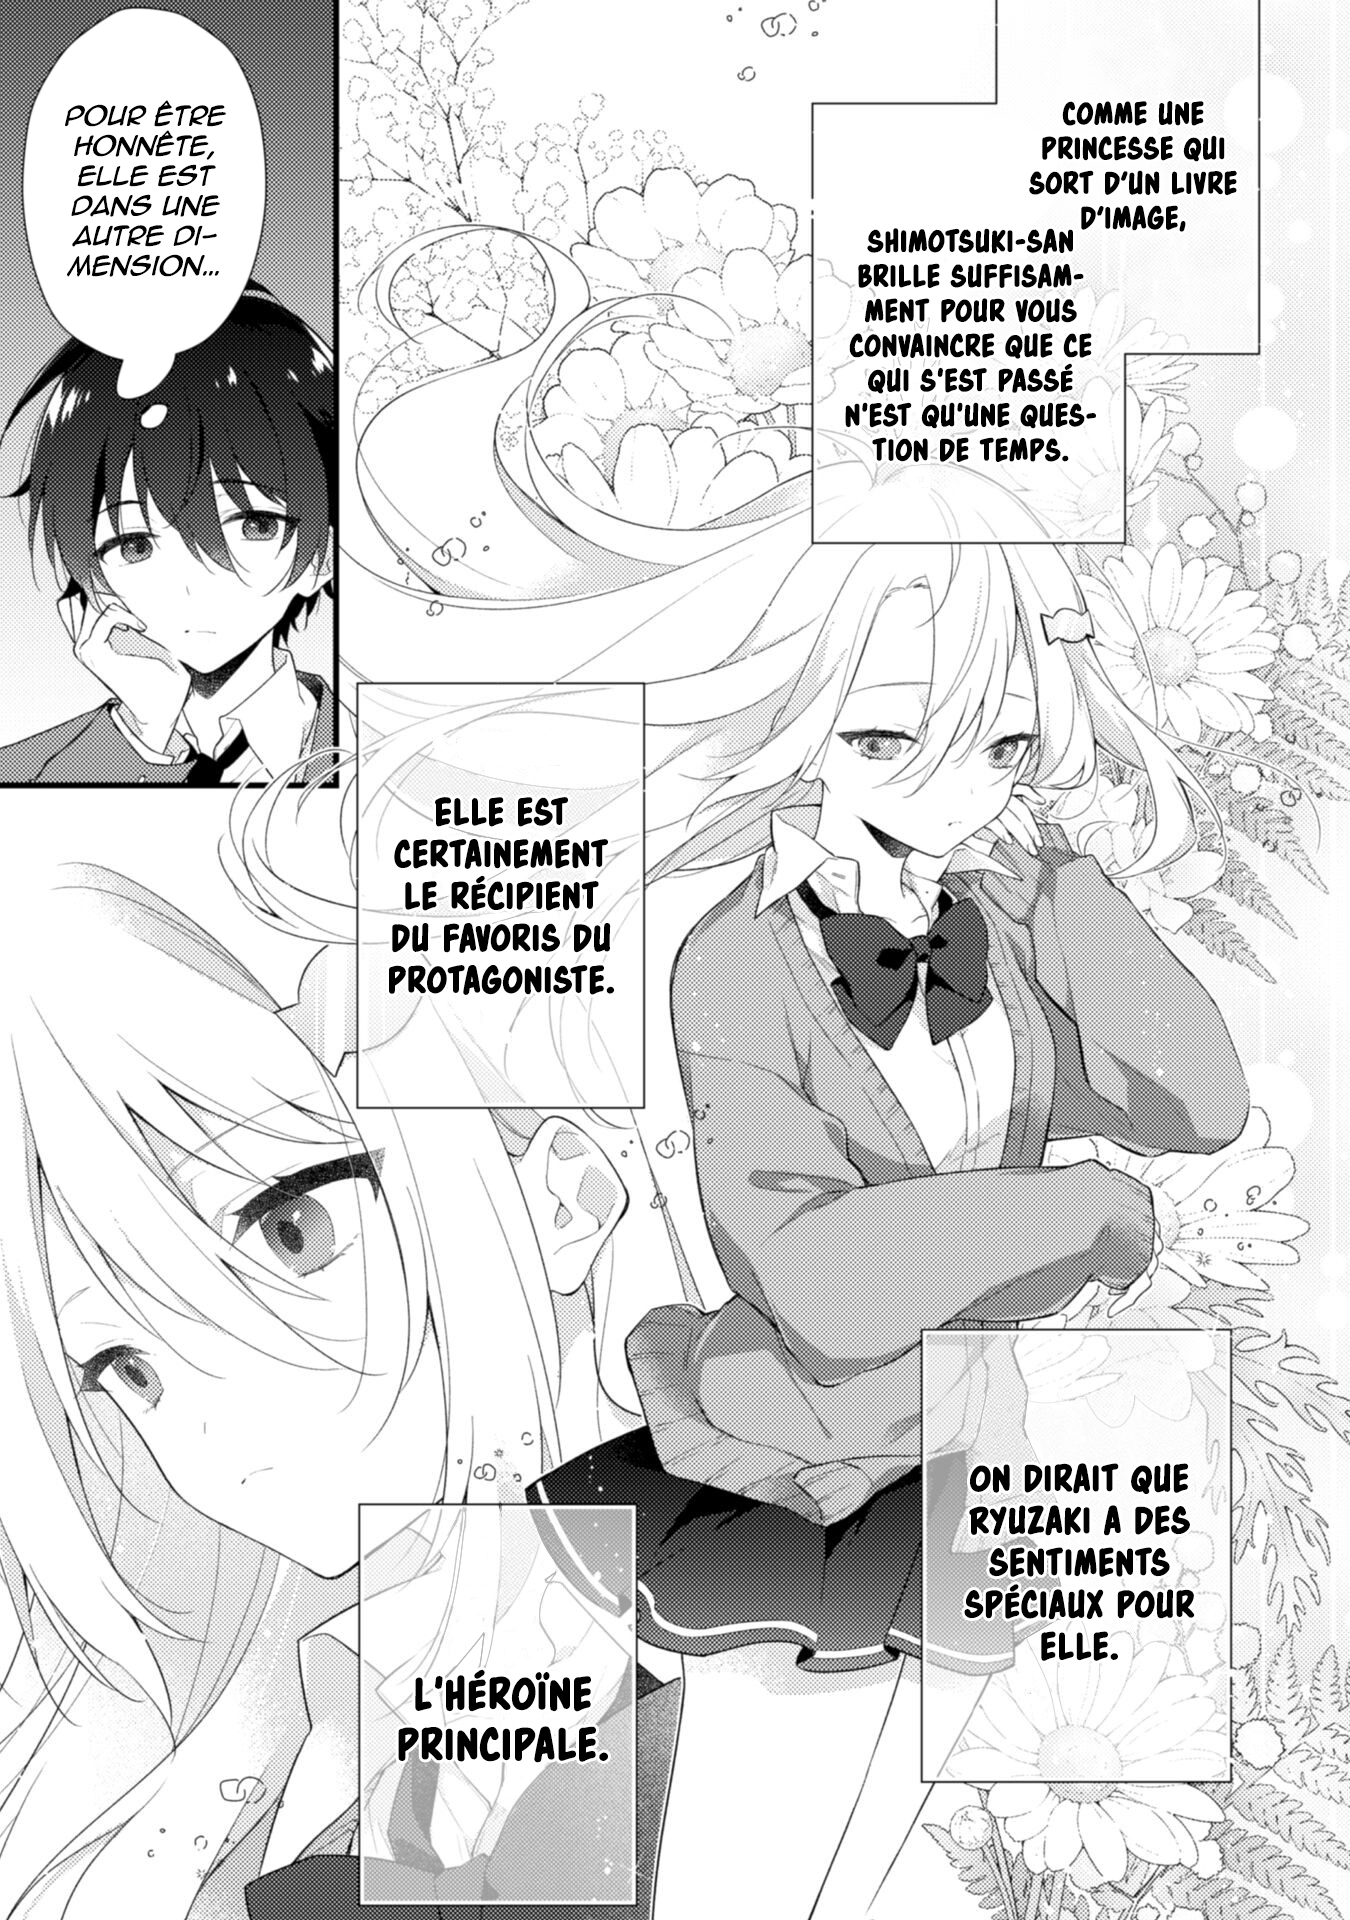 COMME UNE
PRINCESSE QUI
SORT D'UN LIVRE
D'IMAGE,
SHIMOTSUKI-SAN
BRILLE SUFFISAM-
MENT POUR VOUS
CONVAINCRE QUE CE
QUI S'EST PASSÉ
N'EST QU'UNE QUES-
TION DE TEMPS.
POUR ÊTRE
HONNÊTE,
ELLE EST
DANS UNE
AUTRE DI-
MENSION...
ELLE EST
CERTAINEMENT
LE RÉCIPIENT
DU FAVORIS DU
PROTAGONISTE.
ON DIRAIT QUE
RYUZAKI A DES
SENTIMENTS
SPÉCIAUX POUR
ELLE.
L'HÉROÏNE
PRINCIPALE.